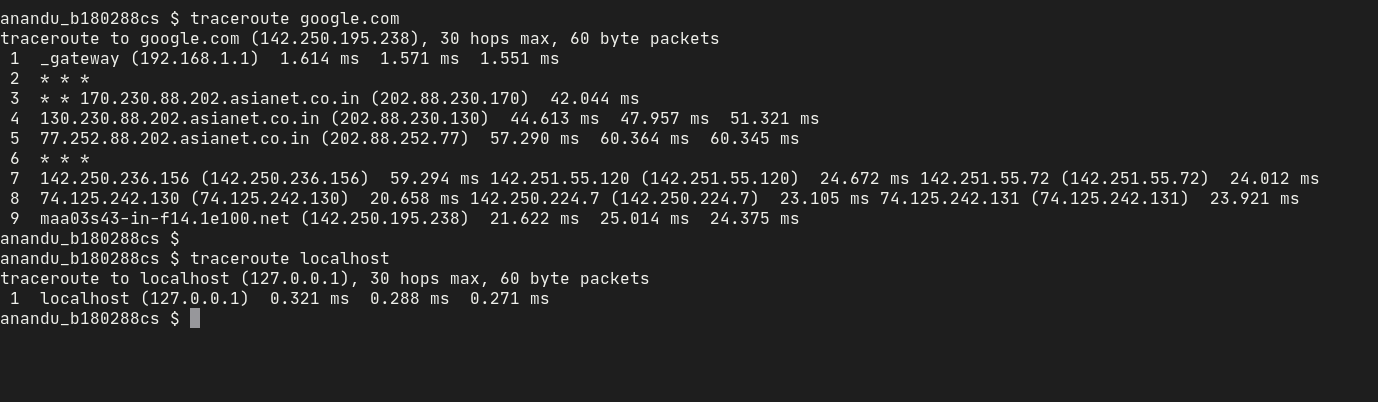 anandu_b180288cs $ traceroute google.com
traceroute to google.com (142.250.195.238), 30 hops max, 60 byte packets
 1  _gateway (192.168.1.1)  1.614 ms  1.571 ms  1.551 ms
 2  * * *
 3  * * 170.230.88.202.asianet.co.in (202.88.230.170)  42.044 ms
 4  130.230.88.202.asianet.co.in (202.88.230.130)  44.613 ms  47.957 ms  51.321 ms
 5  77.252.88.202.asianet.co.in (202.88.252.77)  57.290 ms  60.364 ms  60.345 ms
 6  * * *
 7  142.250.236.156 (142.250.236.156)  59.294 ms 142.251.55.120 (142.251.55.120)  24.672 ms 142.251.55.72 (142.251.55.72)  24.012 ms
 8  74.125.242.130 (74.125.242.130)  20.658 ms 142.250.224.7 (142.250.224.7)  23.105 ms 74.125.242.131 (74.125.242.131)  23.921 ms
 9  maa03s43-in-f14.1e100.net (142.250.195.238)  21.622 ms  25.014 ms  24.375 ms
anandu_b180288cs $
anandu_b180288cs $ traceroute localhost
traceroute to localhost (127.0.0.1), 30 hops max, 60 byte packets
 1  localhost (127.0.0.1)  0.321 ms  0.288 ms  0.271 ms
anandu_b180288cs $